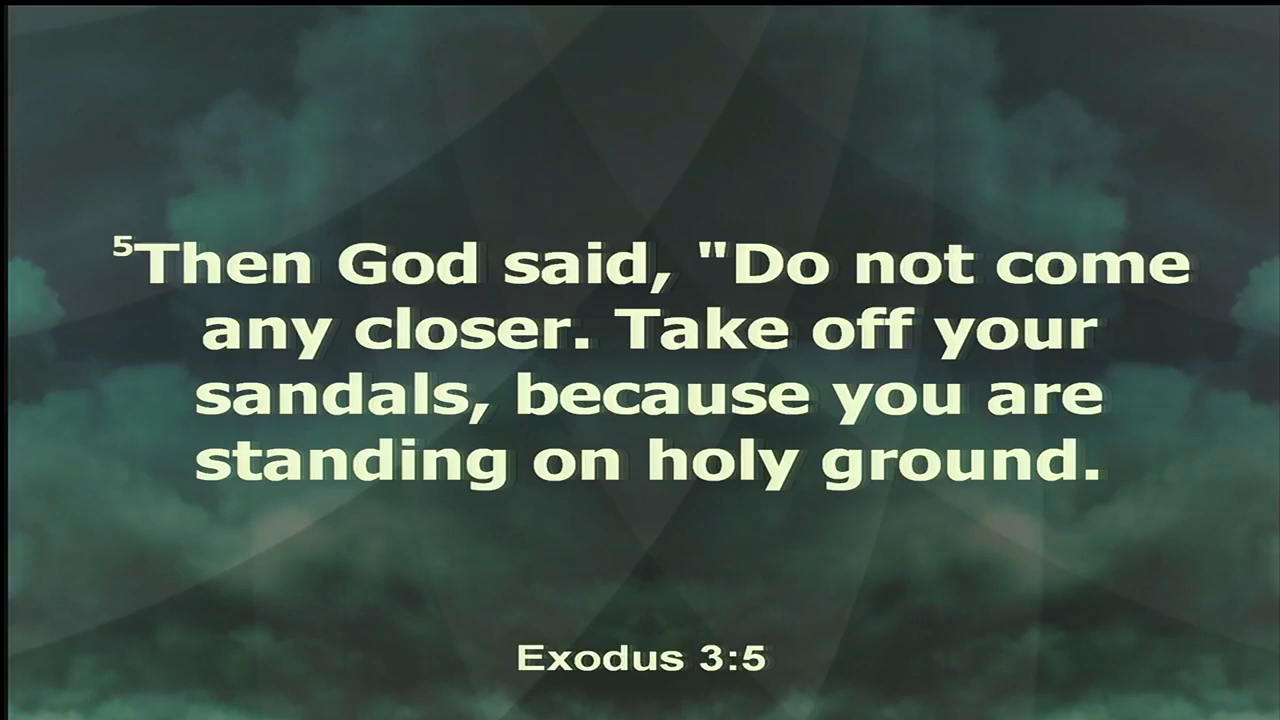 ⁵Then God said, "Do not come
any closer. Take off your
sandals, because you are
standing on holy ground.
Exodus 3:5